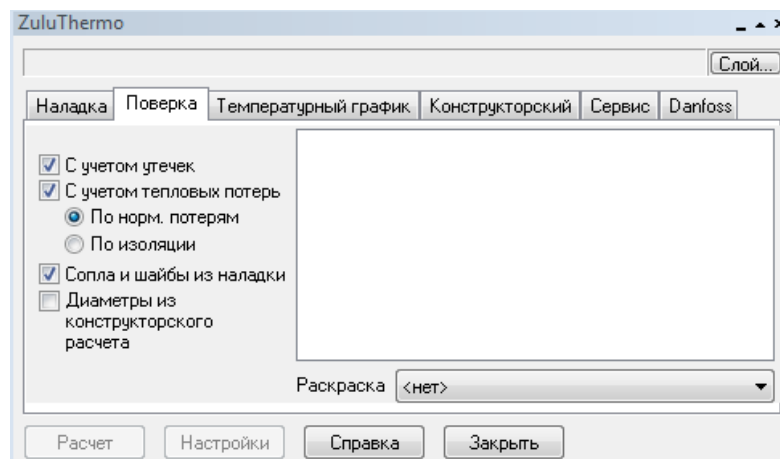 ZuluThermo
Слой...
Наладка Поверка Температурный график Конструкторский Сервис Danfoss
С учетом утечек
С учетом тепловых потерь
По норм. потерям
По изоляции
Сопла и шайбы из наладки
Диаметры из
конструкторского
расчета
Раскраска <нет>
Расчет Настройки Справка Закрыть